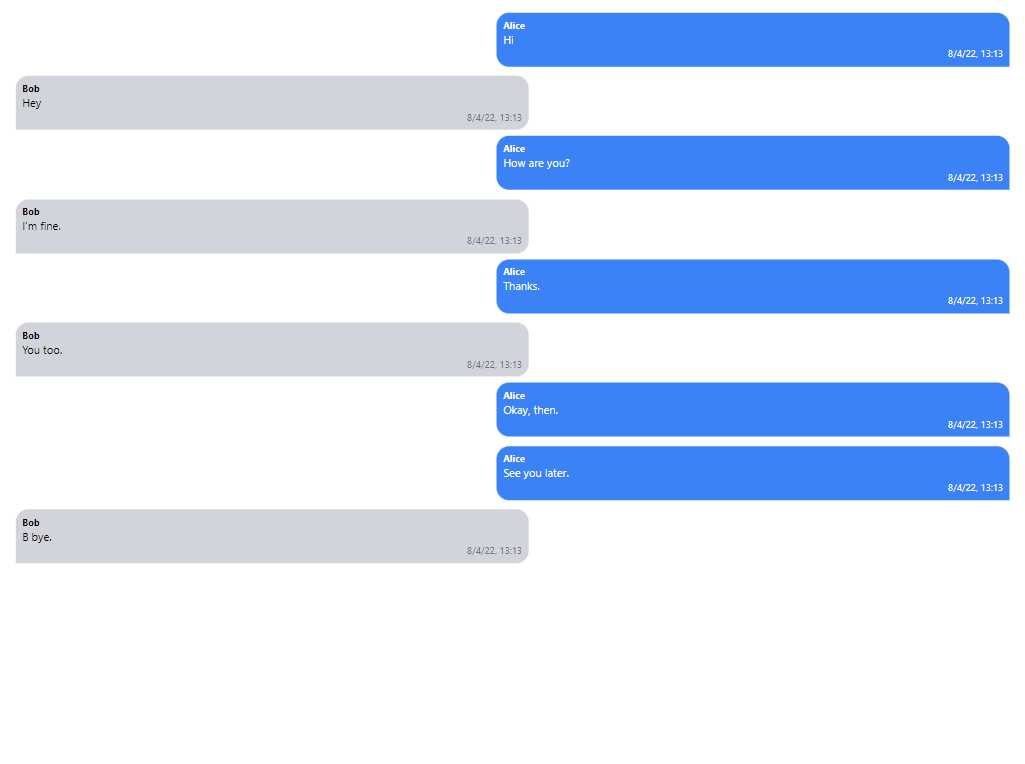 Alice
Hi
8/4/22, 13:13
Bob
Hey
8/4/22, 13:13
Alice
How are you?
8/4/22, 13:13
Bob
I'm fine.
8/4/22, 13:13
Alice
Thanks.
8/4/22, 13:13
Bob
You too.
8/4/22, 13:13
Alice
Okay, then.
8/4/22, 13:13
Alice
See you later.
8/4/22, 13:13
Bob
B bye.
8/4/22, 13:13